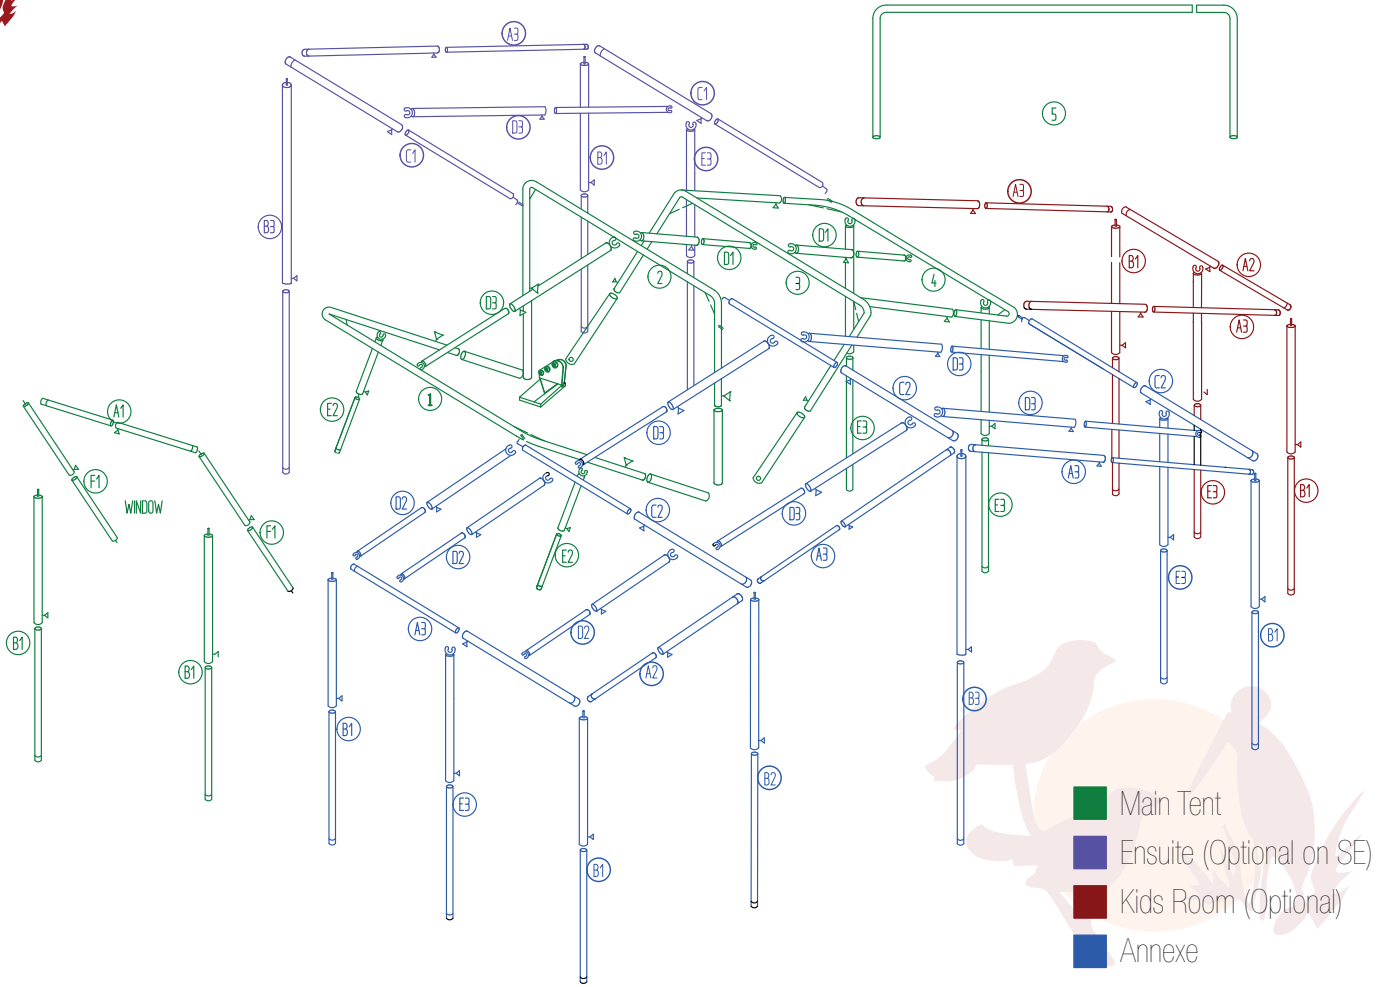 A3
C1
5
D3
C1
B1
E3
A3
B3
D1
D1
B1
A2
2
3
4
D3
A3
C2
D3
1
C2
D3
A1
E2
E3
D3
A3
F1
D2
C2
D3
E3
E3
B1
WINDOW
F1
D2
E2
A3
E3
A3
D2
B1
B1
B1
A2
B3
B1
B2
E3
Main Tent
Ensuite (Optional on SE)
B1
Kids Room (Optional)
Annexe